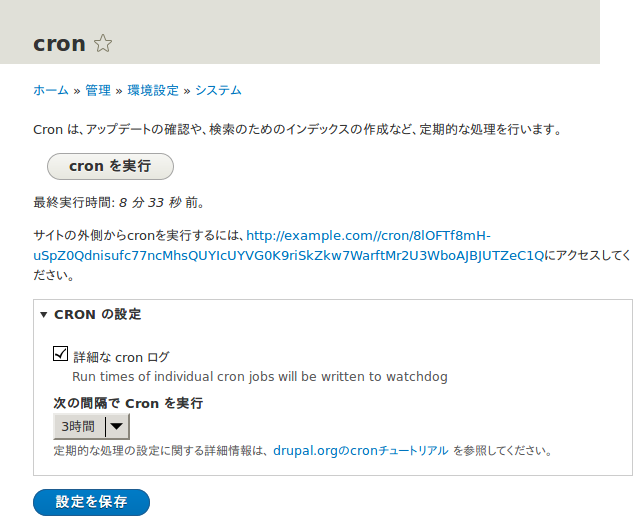 cron
ホーム » 管理 » 環境設定 » システム
Cron は、アップデートの確認や、検索のためのインデックスの作成など、定期的な処理を行います。
cron を実行
最終実行時間: 8 分 33 秒 前。
サイトの外側からcronを実行するには、http://example.com//cron/8lOFTf8mH-
uSpZ0Qdnisufc77ncMhsQUYIcUYVG0K9riSkZkw7WarftMr2U3WboAJBJUTZeC1Qにアクセスしてく
ださい。
CRON の設定
詳細な cron ログ
Run times of individual cron jobs will be written to watchdog
次の間隔で Cron を実行
3時間
定期的な処理の設定に関する詳細情報は、 drupal.orgのcronチュートリアル を参照してください。
設定を保存